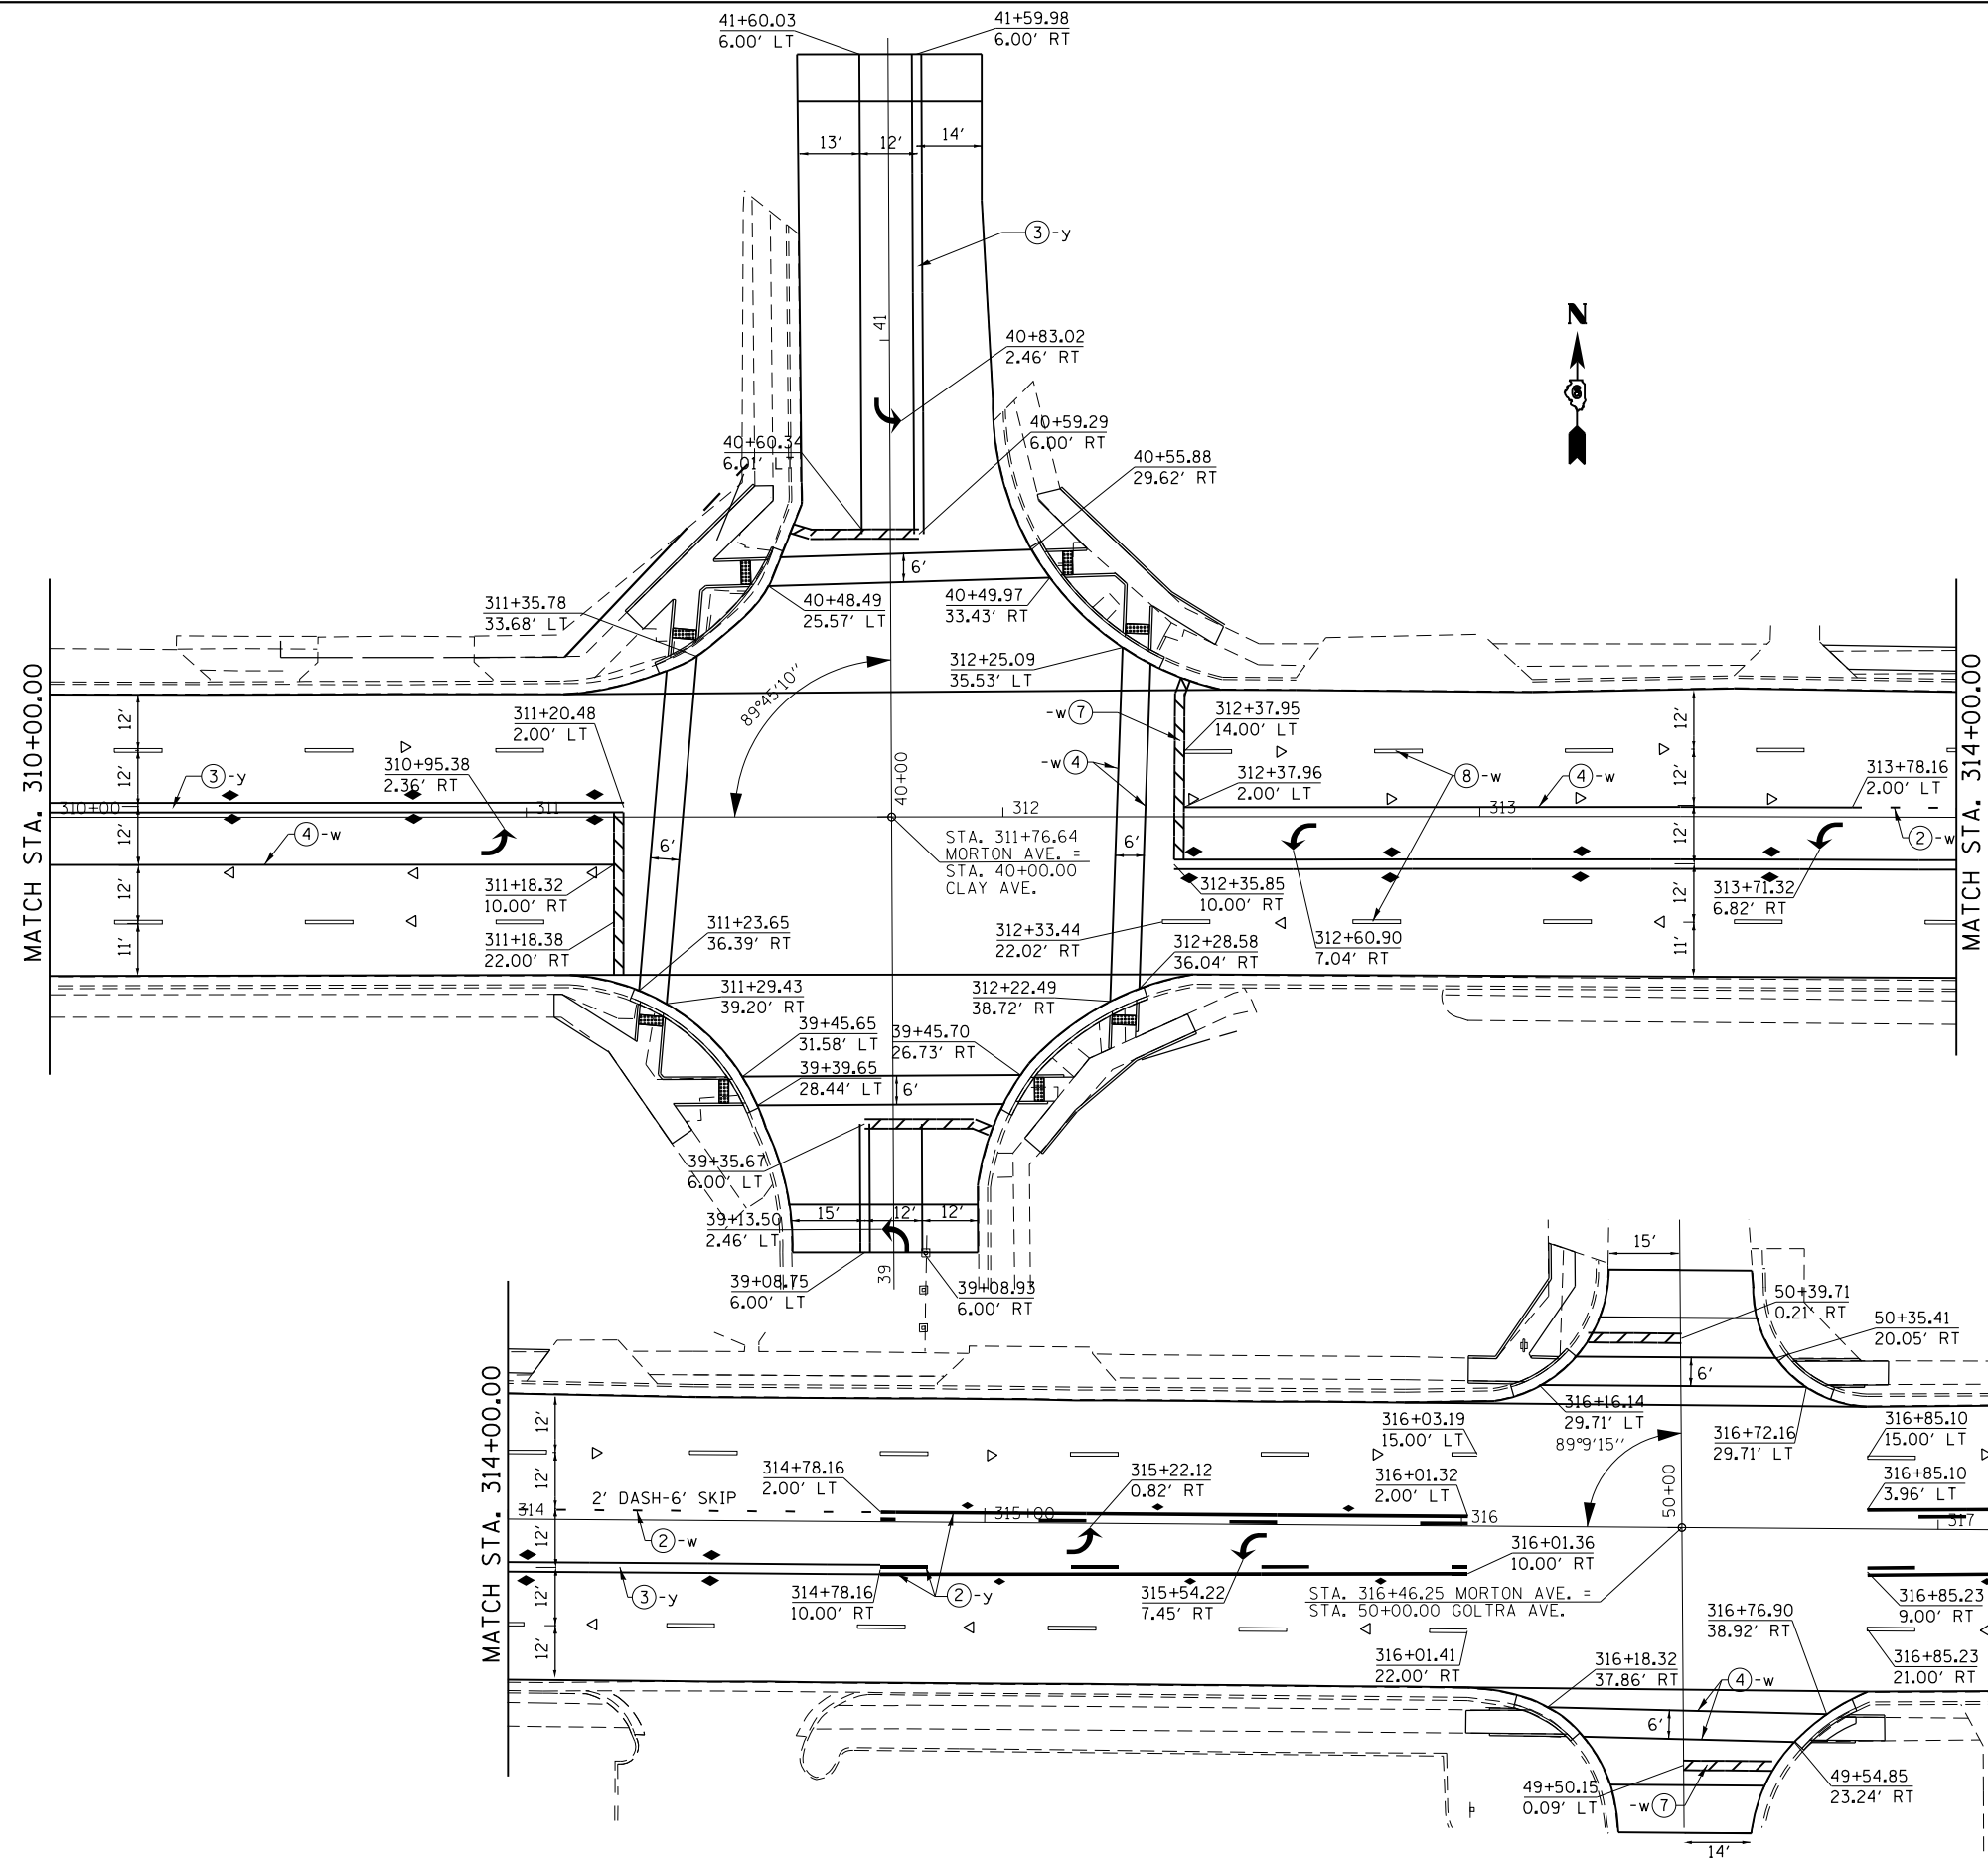 41+60.03
6.00' LT
41+59.98
6.00' RT
13'
12'
14'
3-y
41
40+83.02
2.46' RT
N
6
40+60.34
6.01' LT
40+59.29
6.00' RT
40+55.88
29.62' RT
6'
311+35.78
33.68' LT
40+48.49
25.57' LT
40+49.97
33.43' RT
312+25.09
35.53' LT
89°45'10''
MATCH STA. 310+00.00
12'
12'
12'
12'
11'
311+20.48
2.00' LT
310+95.38
2.36' RT
3-y
310+00
311
4-w
311+18.32
10.00' RT
311+18.38
22.00' RT
6'
40+00
312
STA. 311+76.64
MORTON AVE. =
STA. 40+00.00
CLAY AVE.
-w 7
-w 4
6'
312+37.95
14.00' LT
312+37.96
2.00' LT
8-w
4-w
313
12'
12'
12'
12'
11'
313+78.16
2.00' LT
2-w
MATCH STA. 314+00.00
312+35.85
10.00' RT
313+71.32
6.82' RT
311+23.65
36.39' RT
312+33.44
22.02' RT
312+28.58
36.04' RT
312+60.90
7.04' RT
311+29.43
39.20' RT
312+22.49
38.72' RT
39+45.65
31.58' LT
39+45.70
26.73' RT
39+39.65
28.44' LT
6'
39+35.67
6.00' LT
39+13.50
2.46' LT
15'
12'
12'
39
39+08.75
6.00' LT
39+08.93
6.00' RT
15'
50+39.71
0.21' RT
50+35.41
20.05' RT
6'
MATCH STA. 314+00.00
12'
12'
12'
12'
12'
316+16.14
29.71' LT
316+03.19
15.00' LT
89°9'15''
316+72.16
29.71' LT
316+85.10
15.00' LT
314+78.16
2.00' LT
315+22.12
0.82' RT
316+01.32
2.00' LT
50+00
316+85.10
3.96' LT
314
2' DASH-6' SKIP
315+00
316
317
2-w
316+01.36
10.00' RT
3-y
314+78.16
10.00' RT
2-y
315+54.22
7.45' RT
STA. 316+46.25 MORTON AVE. =
STA. 50+00.00 GOLTRA AVE.
316+76.90
38.92' RT
316+85.23
9.00' RT
316+01.41
22.00' RT
316+18.32
37.86' RT
4-w
316+85.23
21.00' RT
6'
49+50.15
0.09' LT
-w 7
49+54.85
23.24' RT
14'